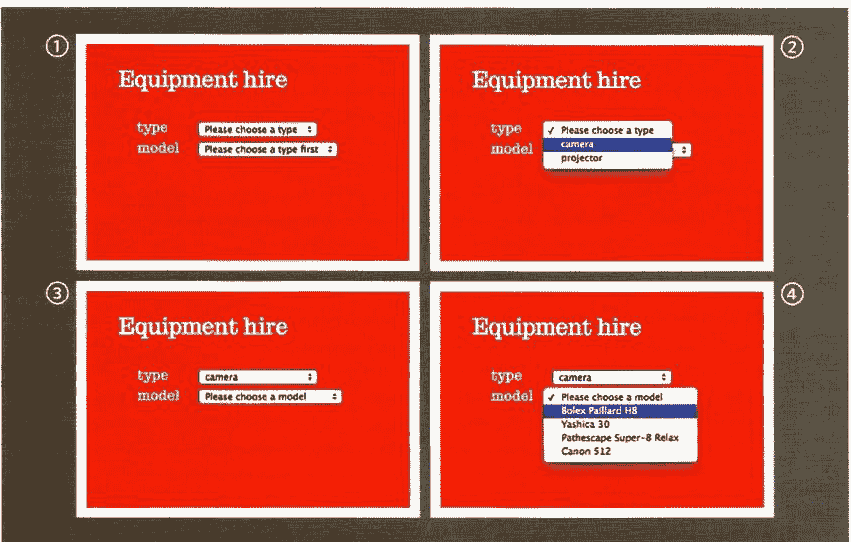 ①
Equipment hire
type Please choose a type
model Please choose a type first
②
Equipment hire
type ✓ Please choose a type
camera
model
projector
③
Equipment hire
type camera
model Please choose a model
④
Equipment hire
type camera
model ✓ Please choose a model
Bolex Paillard H8
Yashica 30
Pathescape Super-8 Relax
Canon 512